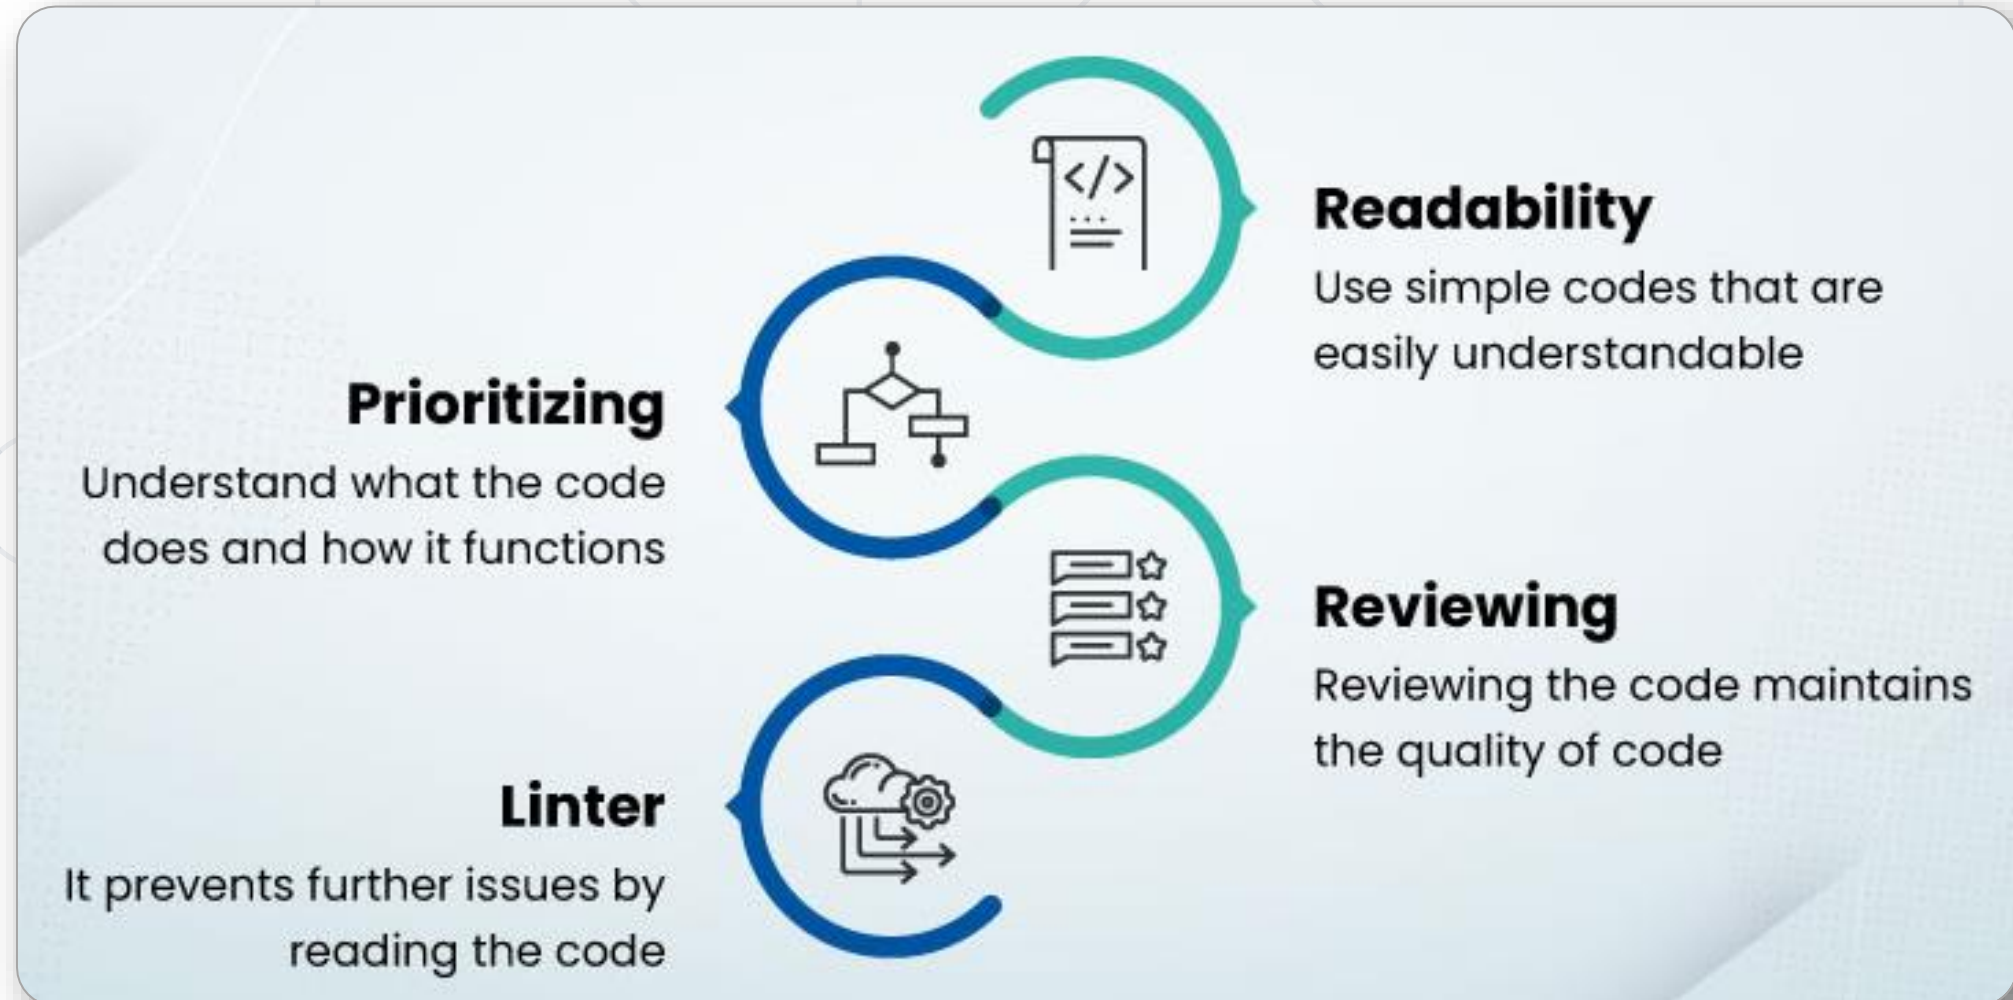 Readability
Use simple codes that are
easily understandable
Prioritizing
Understand what the code
does and how it functions
Reviewing
Reviewing the code maintains
the quality of code
Linter
It prevents further issues by
reading the code